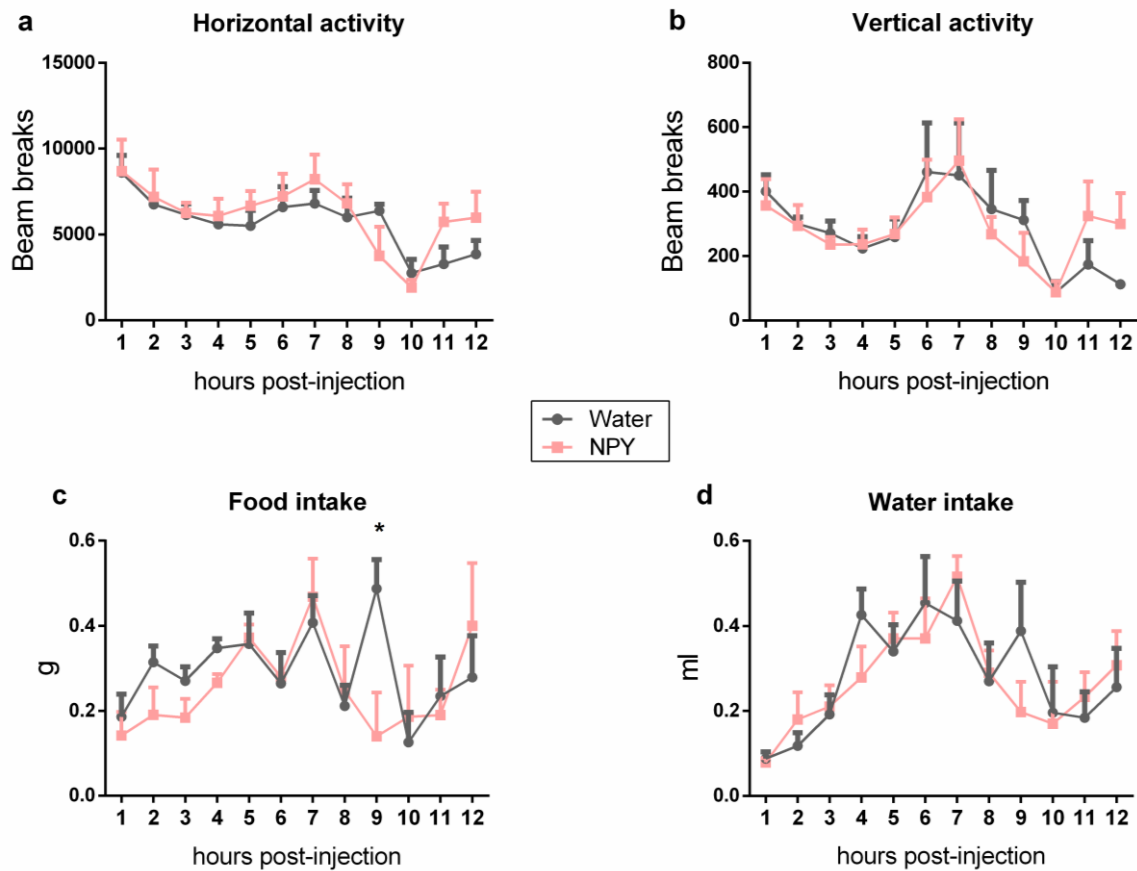 a Horizontal activity
15000
10000
5000
0
Beam breaks
1 2 3 4 5 6 7 8 9 10 11 12
hours post-injection
b Vertical activity
800
600
400
200
0
Beam breaks
1 2 3 4 5 6 7 8 9 10 11 12
hours post-injection
Water
NPY
c Food intake
*
0.6
0.4
0.2
0.0
g
1 2 3 4 5 6 7 8 9 10 11 12
hours post-injection
d Water intake
0.6
0.4
0.2
0.0
ml
1 2 3 4 5 6 7 8 9 10 11 12
hours post-injection